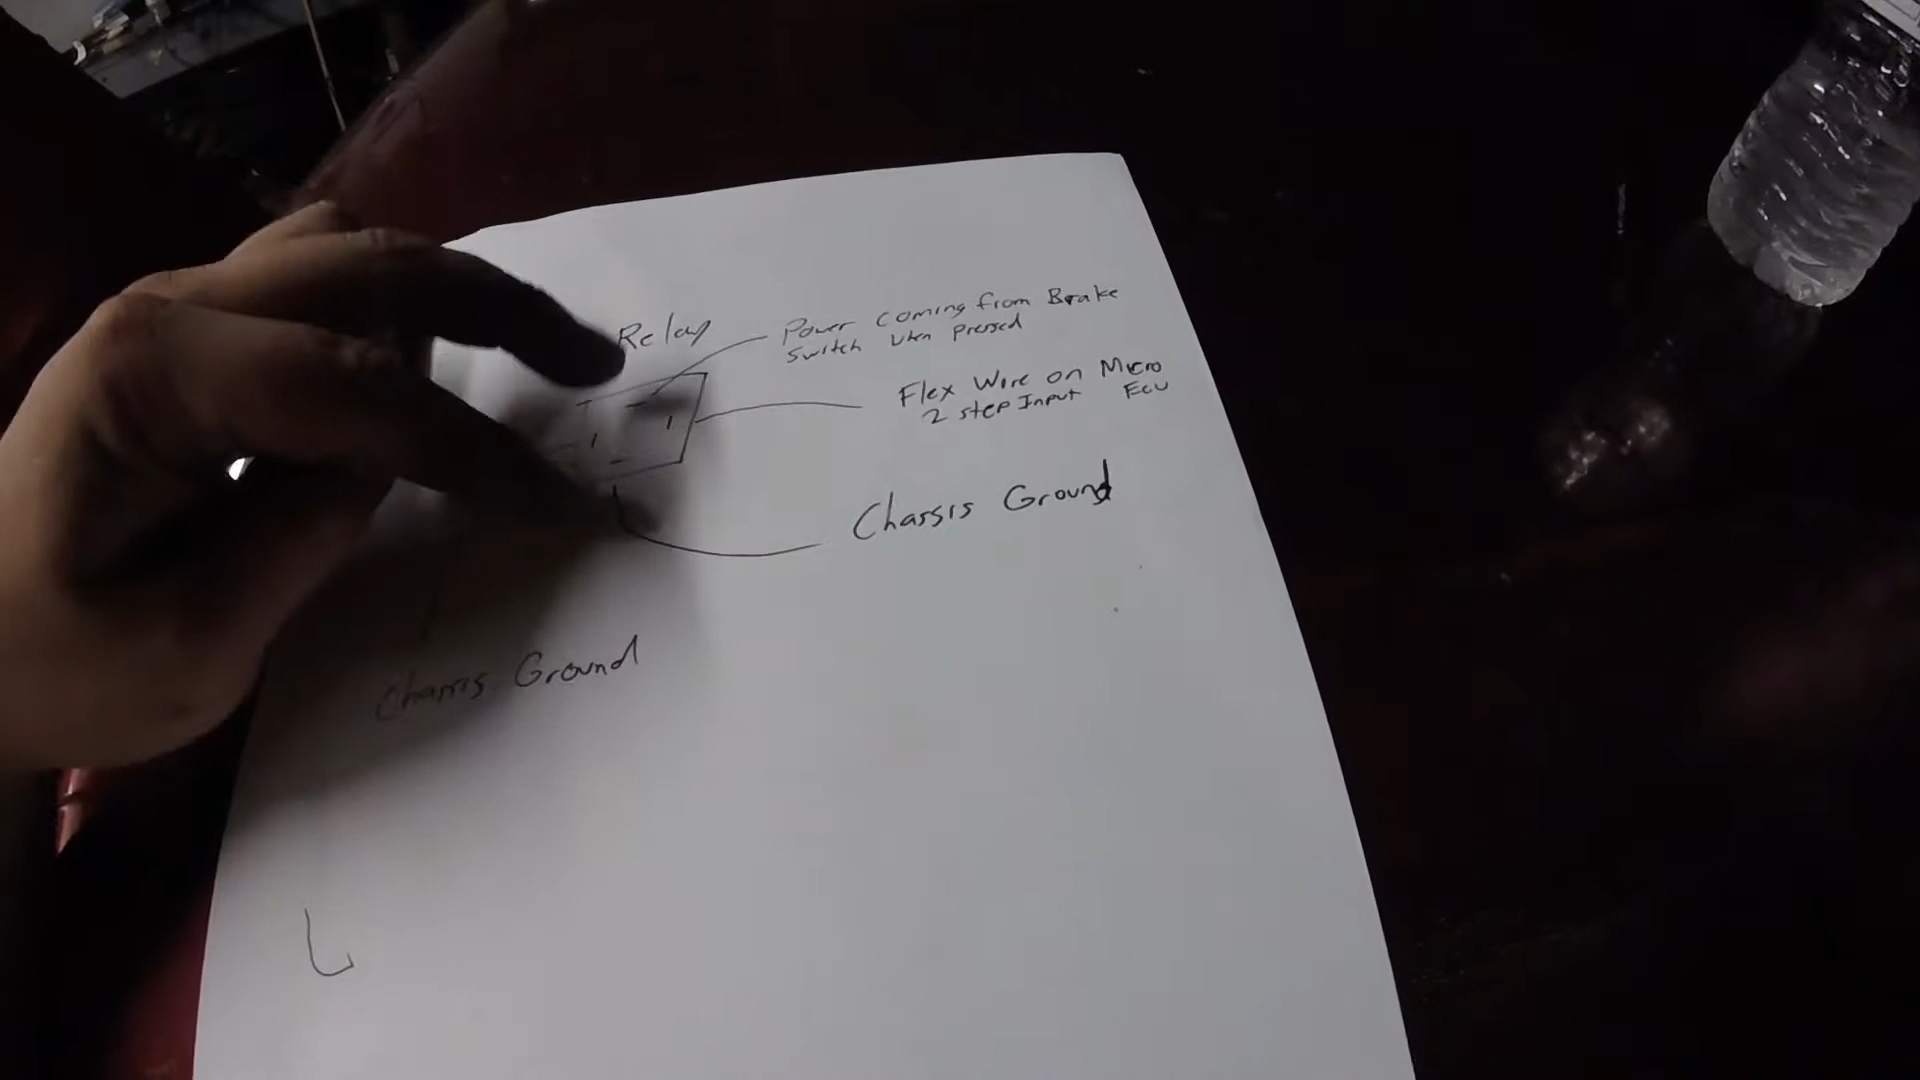 Relay
Power coming from Brake
Switch when pressed
Flex Wire on Micro
2 step Input Ecu
Chassis Ground
Chassis Ground